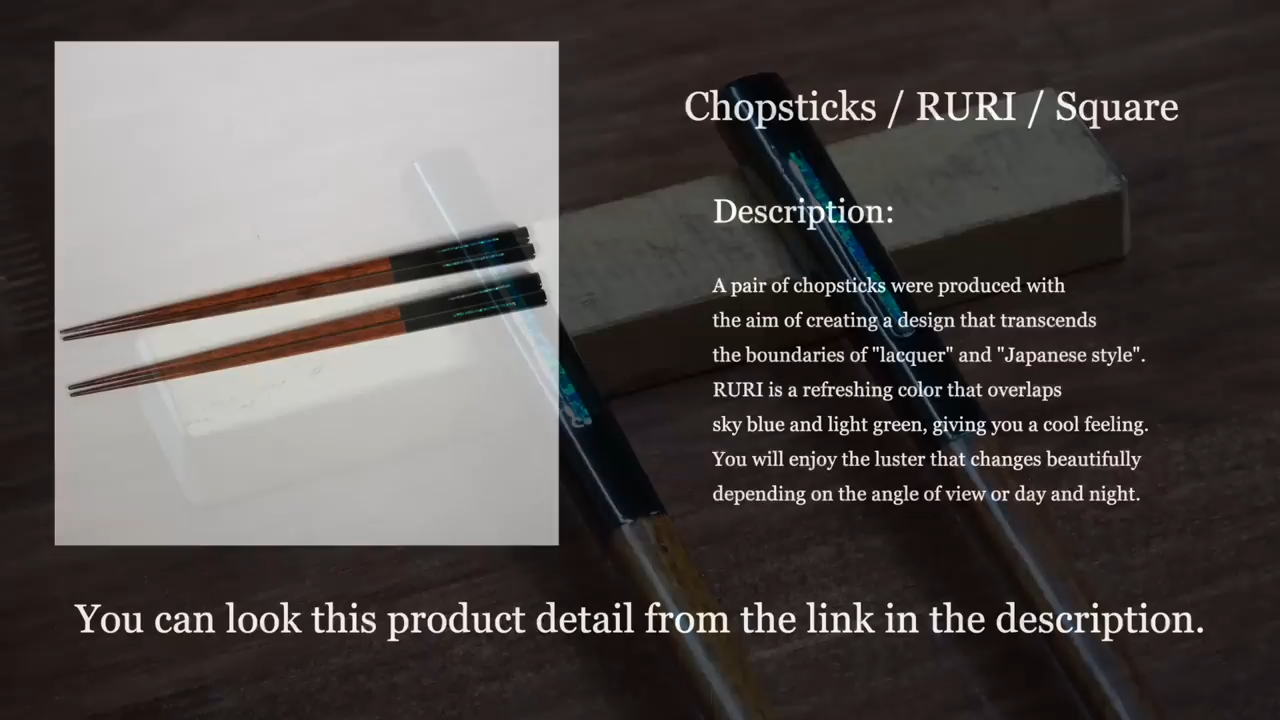 Chopsticks / RURI / Square
Description:
A pair of chopsticks were produced with
the aim of creating a design that transcends
the boundaries of "lacquer" and "Japanese style".
RURI is a refreshing color that overlaps
sky blue and light green, giving you a cool feeling.
You will enjoy the luster that changes beautifully
depending on the angle of view or day and night.
You can look this product detail from the link in the description.